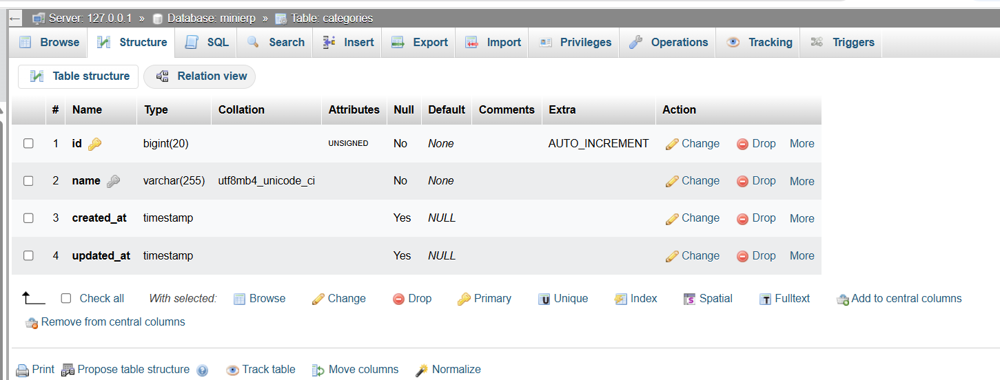 Server: 127.0.0.1 » Database: minierp » Table: categories
Browse Structure SQL Search Insert Export Import Privileges Operations Tracking Triggers
Table structure Relation view
# Name Type Collation Attributes Null Default Comments Extra Action
1 id bigint(20) UNSIGNED No None AUTO_INCREMENT Change Drop More
2 name varchar(255) utf8mb4_unicode_ci No None Change Drop More
3 created_at timestamp Yes NULL Change Drop More
4 updated_at timestamp Yes NULL Change Drop More
Check all With selected: Browse Change Drop Primary Unique Index Spatial Fulltext Add to central columns
Remove from central columns
Print Propose table structure Track table Move columns Normalize